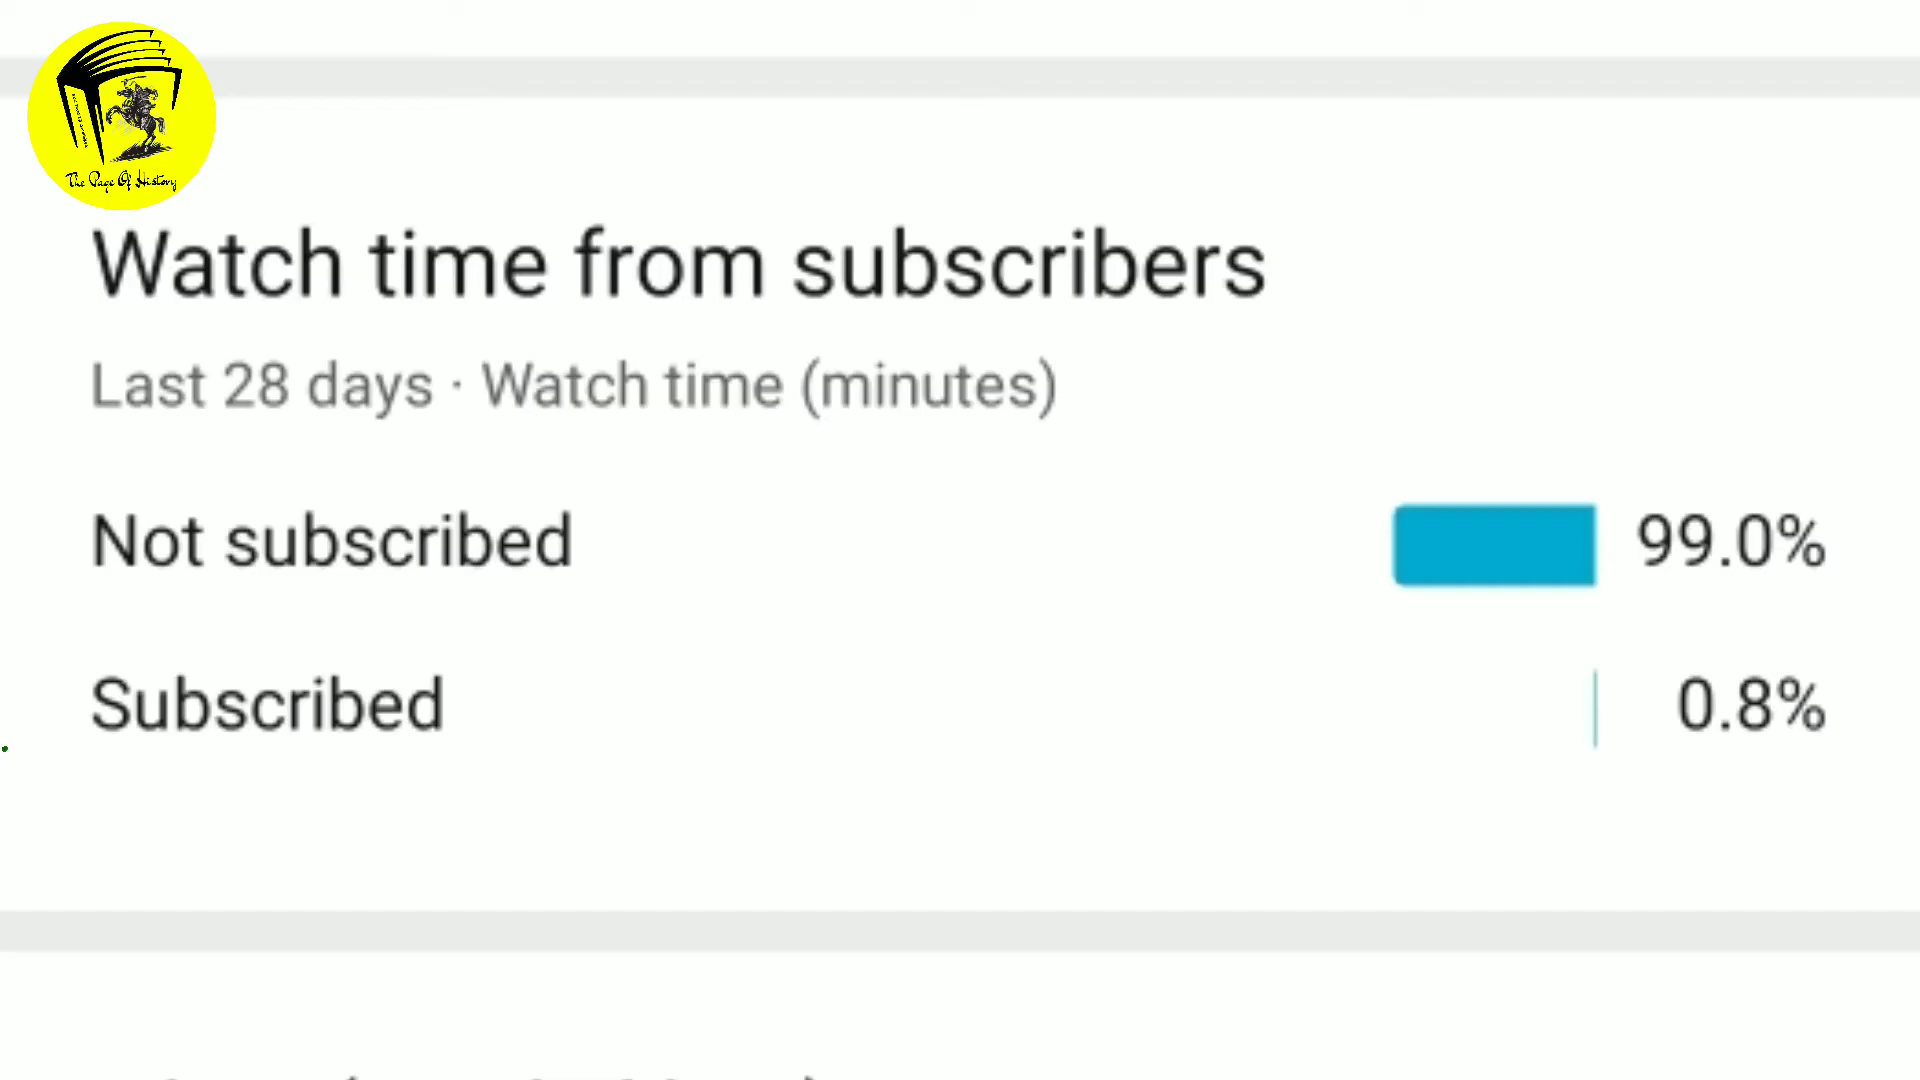 The Page Of History
Watch time from subscribers
Last 28 days · Watch time (minutes)
Not subscribed 99.0%
Subscribed 0.8%